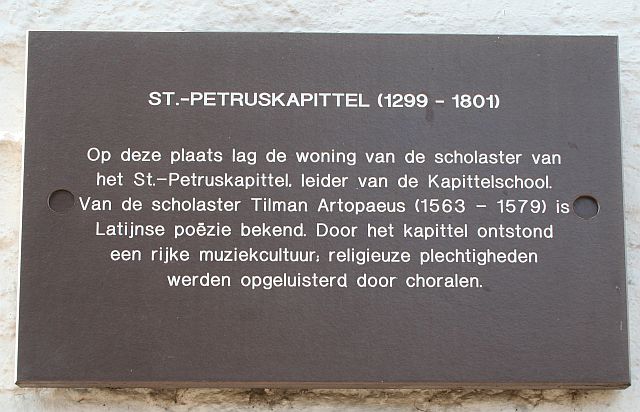 ST.-PETRUSKAPITTEL (1299 - 1801)
Op deze plaats lag de woning van de scholaster van
het St.-Petruskapittel, leider van de Kapittelschool.
Van de scholaster Tilman Artopaeus (1563 - 1579) is
Latijnse poëzie bekend. Door het kapittel ontstond
een rijke muziekcultuur; religieuze plechtigheden
werden opgeluisterd door choralen.